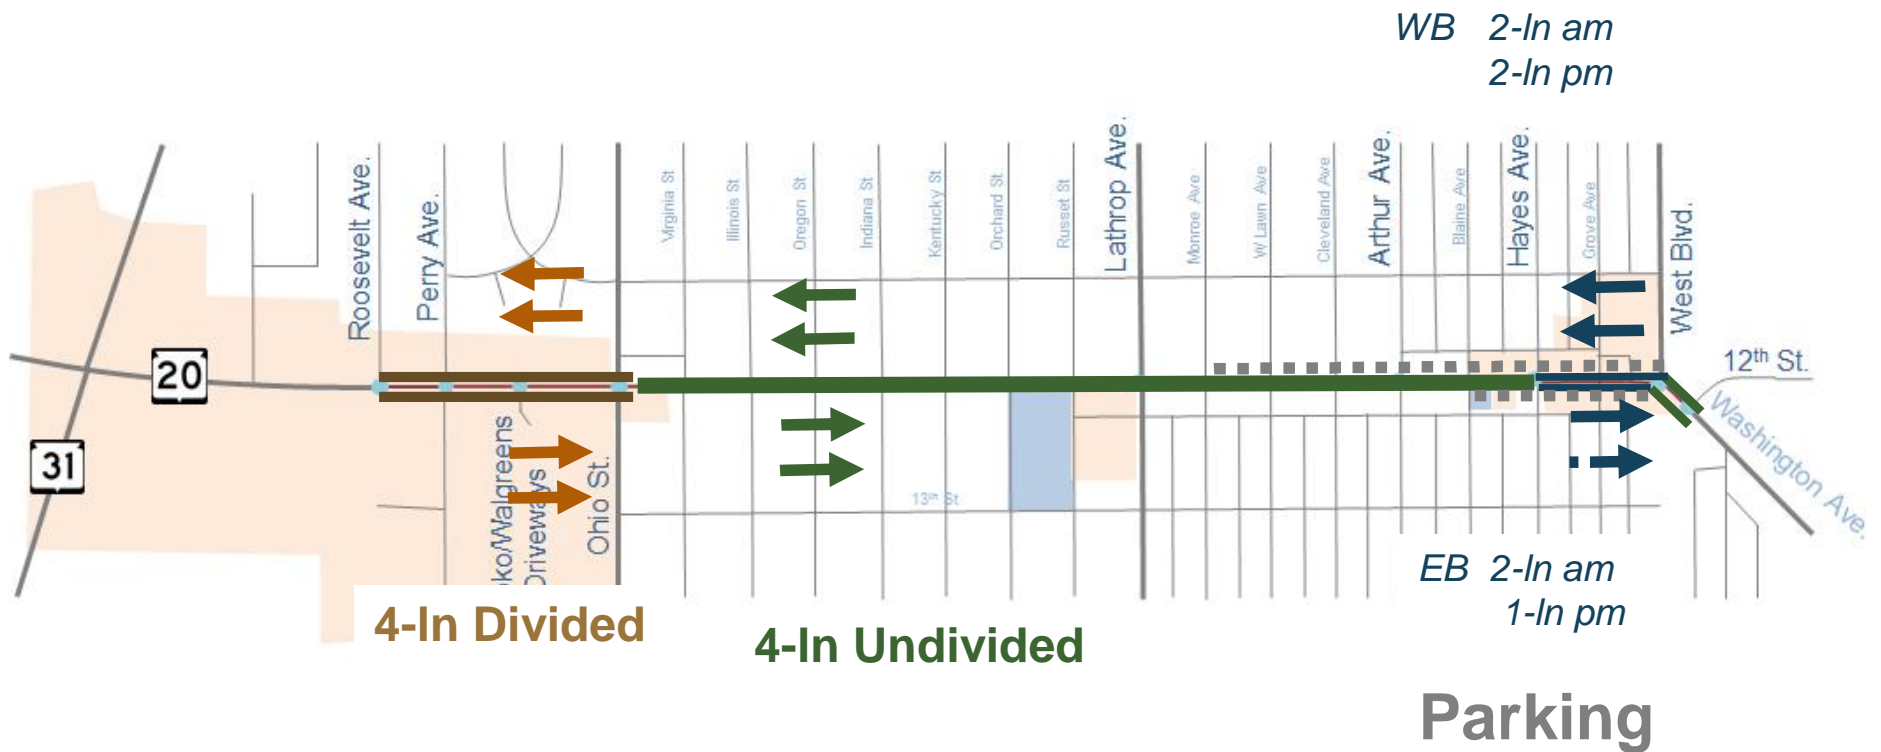 WB 2-ln am
2-ln pm
Roosevelt Ave.
Perry Ave.
Virginia St
Illinois St
Oregon St
Indiana St
Kentucky St
Orchard St
Russet St
Lathrop Ave.
Monroe Ave
W Lawn Ave
Cleveland Ave
Arthur Ave.
Blaine Ave
Hayes Ave.
Grove Ave
West Blvd.
20
12th St.
31
Washington Ave.
Walgreens
Driveways
Ohio St.
13th St
EB 2-ln am
1-ln pm
4-ln Divided
4-ln Undivided
Parking